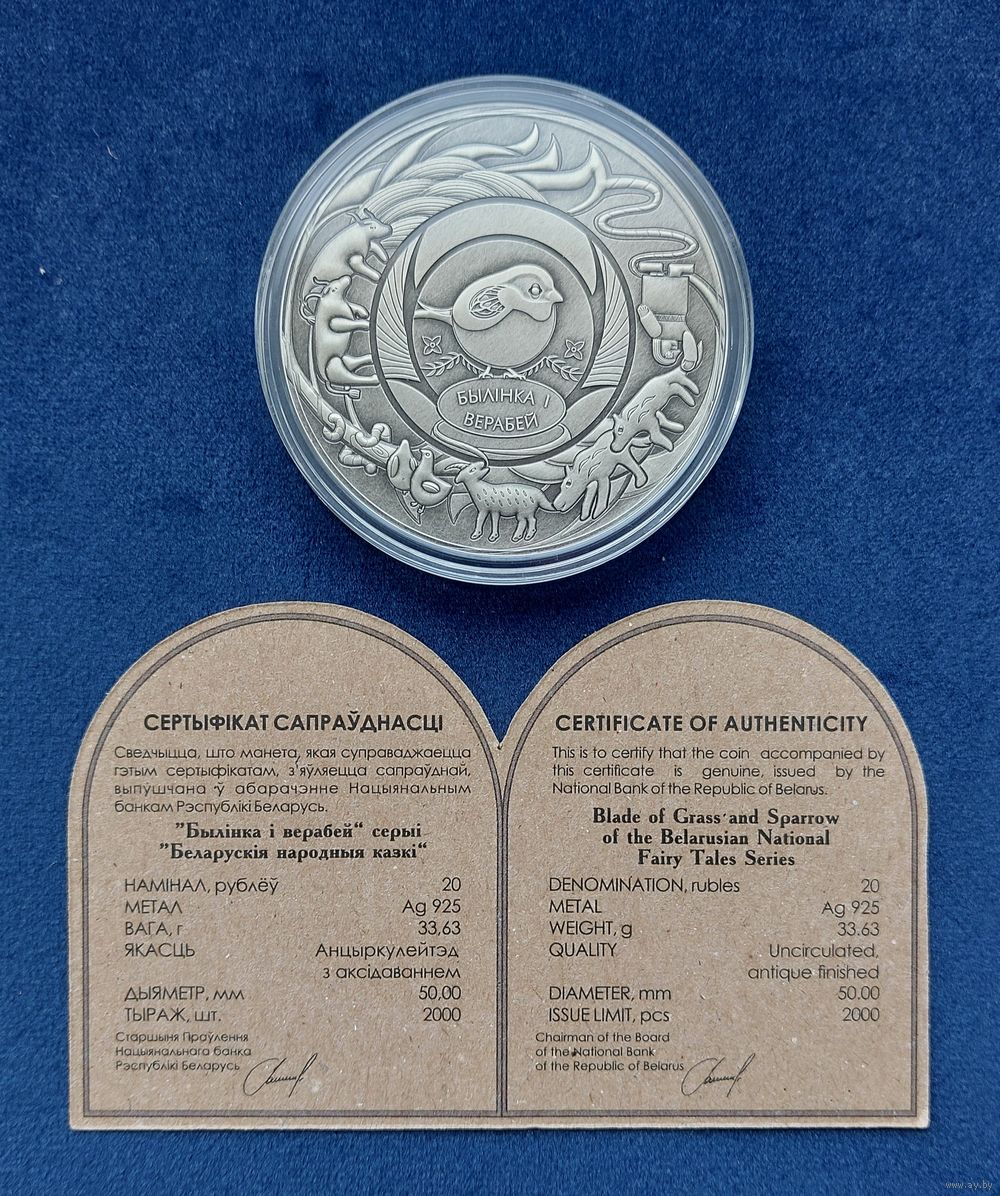 БЫЛІНКА І
ВЕРАБЕЙ
СЕРТЫФІКАТ САПРАЎДНАСЦІ
Сведчыцца, што манета, якая суправаджаецца
гэтым сертыфікатам, з'яўляецца сапраўднай,
выпушчана ў абарачэнне Нацыянальным
банкам Рэспублікі Беларусь.
"Былінка і верабей" серыі
"Беларускія народныя казкі"
НАМІНАЛ, рублёў 20
МЕТАЛ Ag 925
ВАГА, г 33,63
ЯКАСЦЬ Анцыркулейтэд
з аксідаваннем
ДЫЯМЕТР, мм 50,00
ТЫРАЖ, шт. 2000
Старшыня Праўлення
Нацыянальнага банка
Рэспублікі Беларусь
CERTIFICATE OF AUTHENTICITY
This is to certify that the coin accompanied by
this certificate is genuine, issued by the
National Bank of the Republic of Belarus.
Blade of Grass and Sparrow
of the Belarusian National
Fairy Tales Series
DENOMINATION, rubles 20
METAL Ag 925
WEIGHT, g 33.63
QUALITY Uncirculated,
antique finished
DIAMETER, mm 50.00
ISSUE LIMIT, pcs 2000
Chairman of the Board
of the National Bank
of the Republic of Belarus
www.ay.by